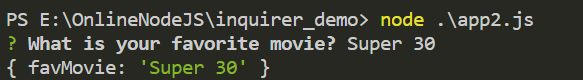 PS E:\OnlineNodeJS\inquirer_demo> node .\app2.js
? What is your favorite movie? Super 30
{ favMovie: 'Super 30' }